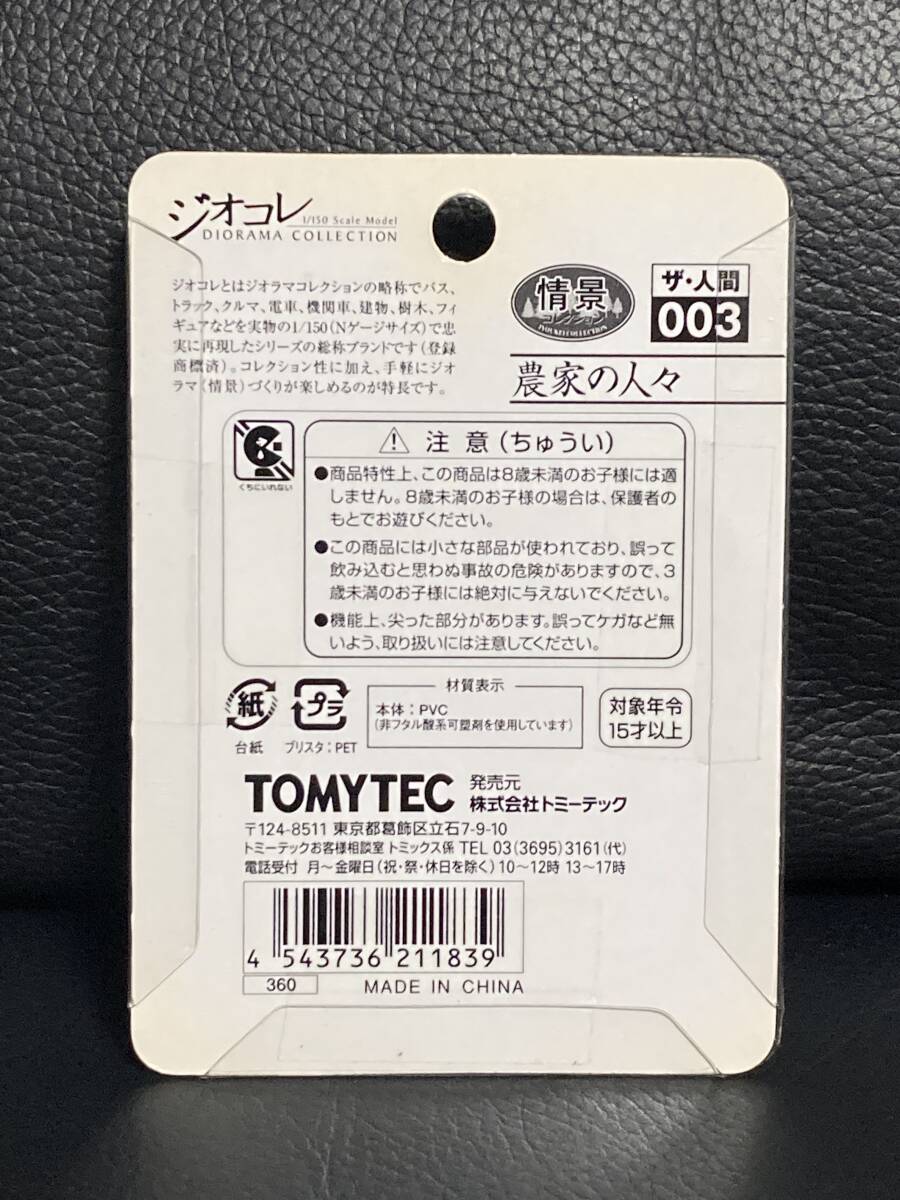 ジオコレ
1/150 Scale Model
DIORAMA COLLECTION
ジオコレとはジオラマコレクションの略称でバス、
トラック、クルマ、電車、機関車、建物、樹木、フィ
ギュアなどを実物の1/150(Nゲージサイズ)で忠
実に再現したシリーズの総称ブランドです(登録
商標済)。コレクション性に加え、手軽にジオ
ラマ(情景)づくりが楽しめるのが特長です。
情景
コレクション
JYOUKEI COLLECTION
ザ・人間
003
農家の人々
くちにいれない
注意(ちゅうい)
●商品特性上、この商品は8歳未満のお子様には適
しません。8歳未満のお子様の場合は、保護者の
もとでお遊びください。
●この商品には小さな部品が使われており、誤って
飲み込むと思わぬ事故の危険がありますので、3
歳未満のお子様には絶対に与えないでください。
●機能上、尖った部分があります。誤ってケガなど無
いよう、取り扱いには注意してください。
紙
台紙
プラ
ブリスタ:PET
材質表示
本体:PVC
(非フタル酸系可塑剤を使用しています)
対象年令
15才以上
TOMYTEC
発売元
株式会社トミーテック
〒124-8511 東京都葛飾区立石7-9-10
トミーテックお客様相談室 トミックス係 TEL 03(3695)3161(代)
電話受付 月〜金曜日(祝・祭・休日を除く)10〜12時 13〜17時
4 543736 211839
360
MADE IN CHINA